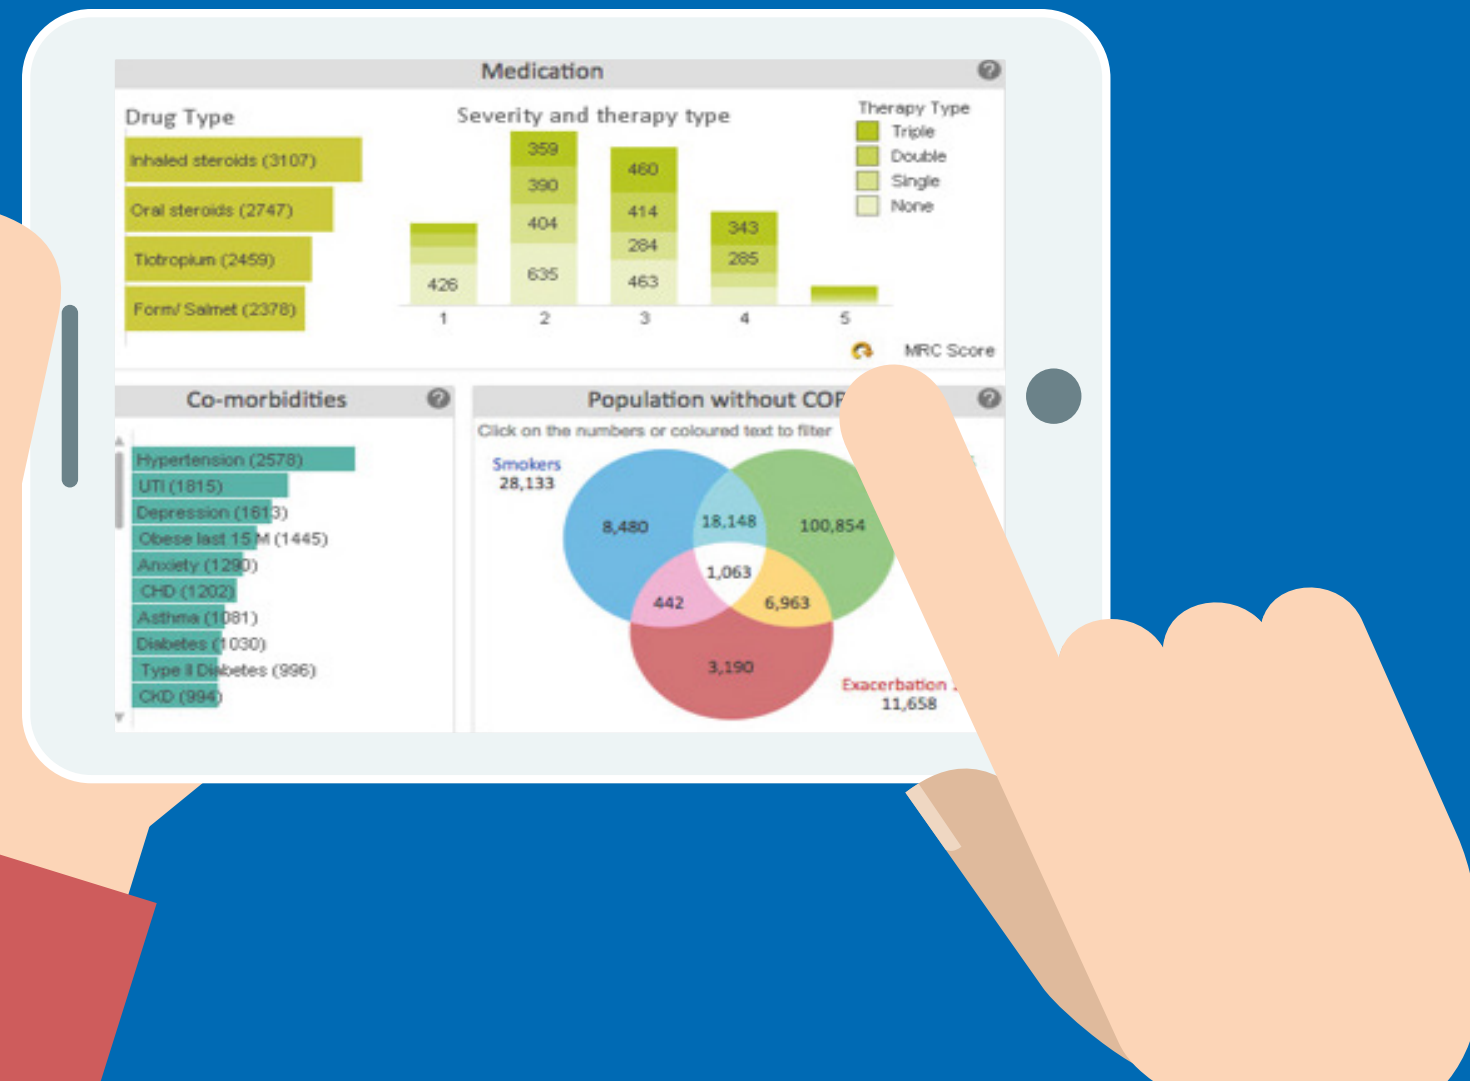 Medication
Drug Type
Inhaled steroids (3107)
Oral steroids (2747)
Tiotropium (2459)
Form/ Salmet (2378)
Severity and therapy type
359
390
404
635
460
414
284
463
343
285
426
1 2 3 4 5
MRC Score
Therapy Type
Triple
Double
Single
None
Co-morbidities
Hypertension (2578)
UTI (1815)
Depression (1613)
Obese last 15 M (1445)
Anxiety (1290)
CHD (1202)
Asthma (1081)
Diabetes (1030)
Type II Diabetes (996)
CKD (994)
Population without
Click on the numbers or coloured text to filter
Smokers
28,133
8,480
18,148
100,854
1,063
442
6,963
3,190
Exacerbation
11,658